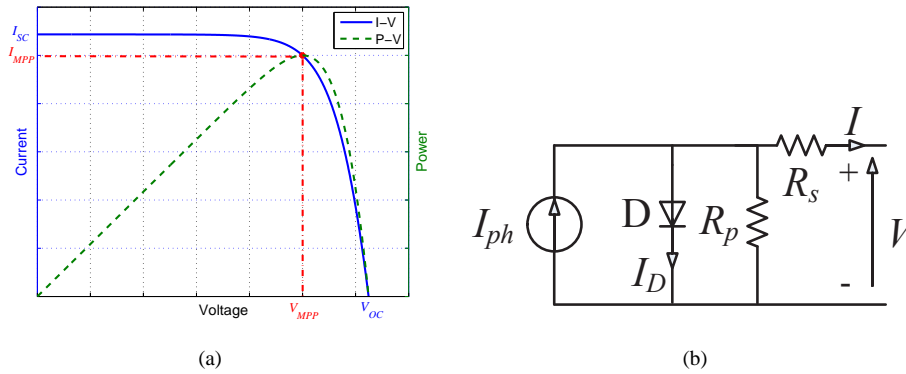 I_SC
I_MPP
I−V
P−V
Current
Power
Voltage
V_MPP
V_OC
(a)
I_ph
D
I_D
R_p
R_s
I
+
V
-
(b)